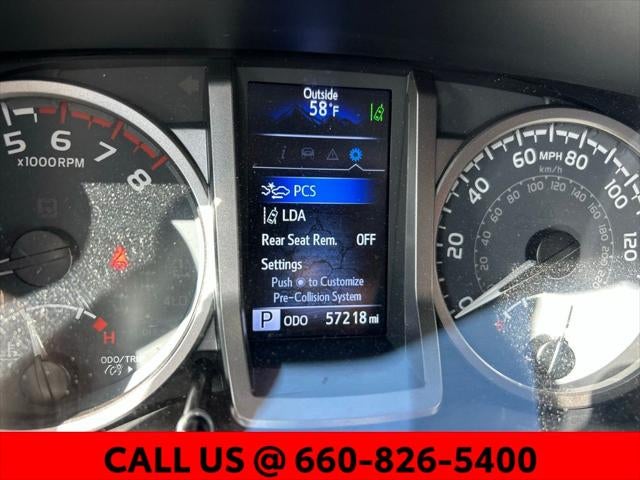 Outside
58°F
i
PCS
LDA
Rear Seat Rem. OFF
Settings
Push to Customize
Pre-Collision System
P ODO 57218 mi
5 6 7 8
x1000RPM
H
ODO/TRIP
0 20 40 60 MPH 80 100 120
km/h
CALL US @ 660-826-5400